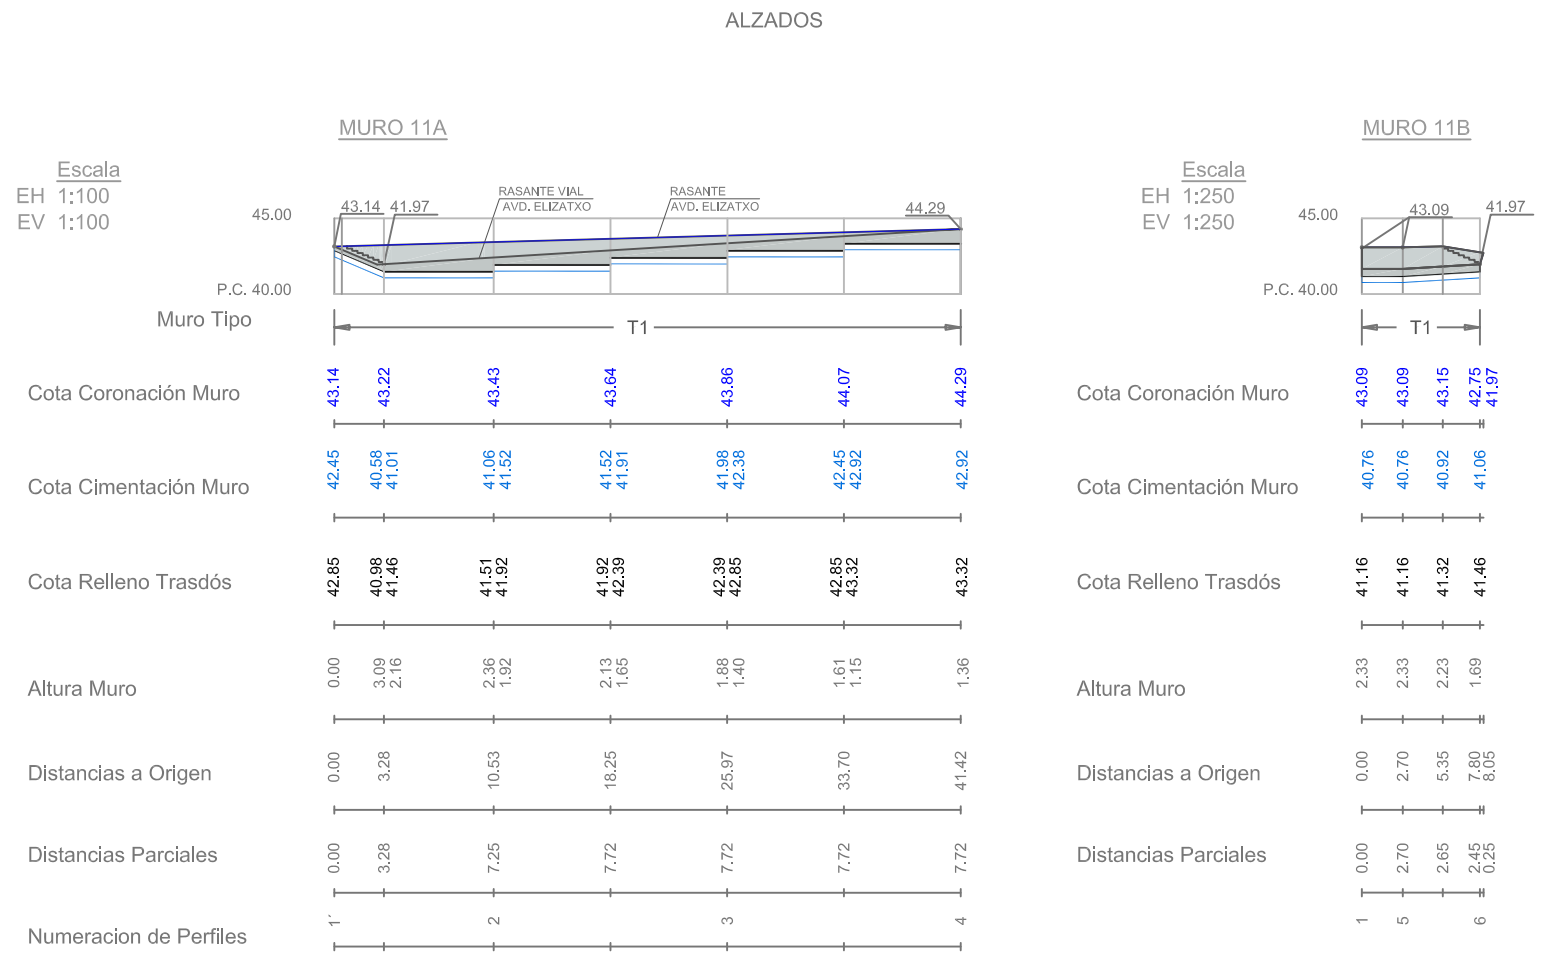 ALZADOS
MURO 11A
Escala
EH 1:100
EV 1:100
45.00
43.14
41.97
RASANTE VIAL
AVD. ELIZATXO
RASANTE
AVD. ELIZATXO
44.29
P.C. 40.00
Muro Tipo
T1
Cota Coronación Muro
43.14 43.22 43.43 43.64 43.86 44.07 44.29
Cota Cimentación Muro
42.45 40.58 41.01 41.06 41.52 41.52 41.91 41.98 42.38 42.45 42.92 42.92
Cota Relleno Trasdós
42.85 40.98 41.46 41.51 41.92 41.92 42.39 42.39 42.85 42.85 43.32 43.32
Altura Muro
0.00 3.09 2.16 2.36 1.92 2.13 1.65 1.88 1.40 1.61 1.15 1.36
Distancias a Origen
0.00 3.28 10.53 18.25 25.97 33.70 41.42
Distancias Parciales
0.00 3.28 7.25 7.72 7.72 7.72 7.72
Numeracion de Perfiles
1´ 2 3 4
MURO 11B
Escala
EH 1:250
EV 1:250
45.00
43.09
41.97
P.C. 40.00
T1
Cota Coronación Muro
43.09 43.09 43.15 42.75 41.97
Cota Cimentación Muro
40.76 40.76 40.92 41.06
Cota Relleno Trasdós
41.16 41.16 41.32 41.46
Altura Muro
2.33 2.33 2.23 1.69
Distancias a Origen
0.00 2.70 5.35 7.80 8.05
Distancias Parciales
0.00 2.70 2.65 2.45 0.25
1 5 6